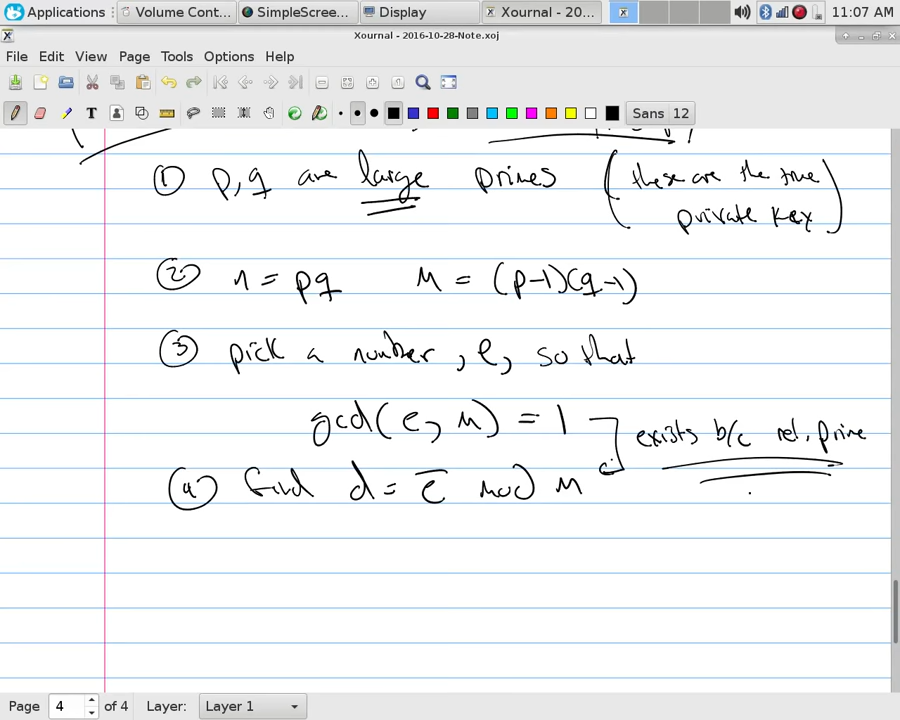 Applications Volume Cont... SimpleScree... Display Xournal - 20... 11:07 AM
Xournal - 2016-10-28-Note.xoj
File Edit View Page Tools Options Help
Sans 12
① p,q are large primes (these are the true
private key)
② n = pq m = (p-1)(q-1)
③ pick a number, e, so that
gcd(e, m) = 1
exists b/c rel. prime
④ find d = e̅ mod m
Page 4 of 4 Layer: Layer 1